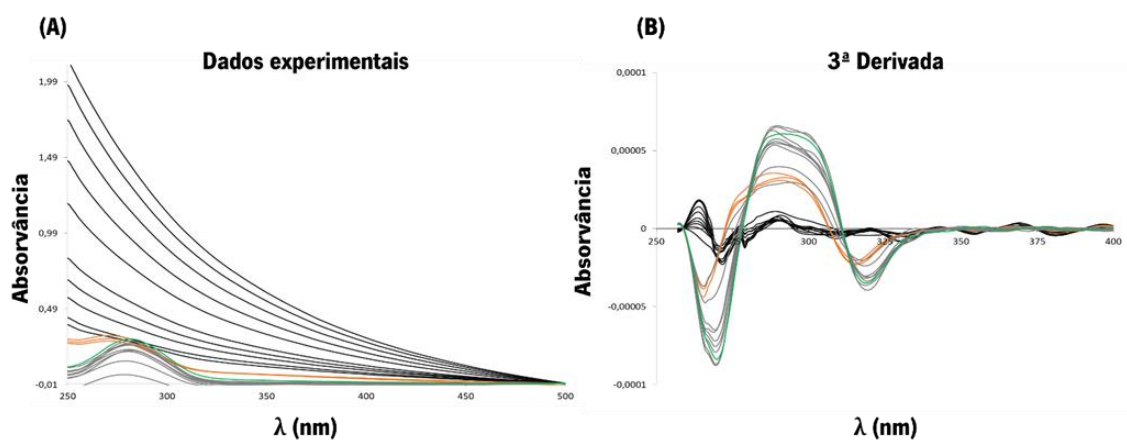 (A)
Dados experimentais
Absorvância
1,99
1,49
0,99
0,49
-0,01
250
300
350
400
450
500
λ (nm)
(B)
3ª Derivada
Absorvância
0,0001
0,00005
0
-0,00005
-0,0001
250
275
300
325
350
375
400
λ (nm)